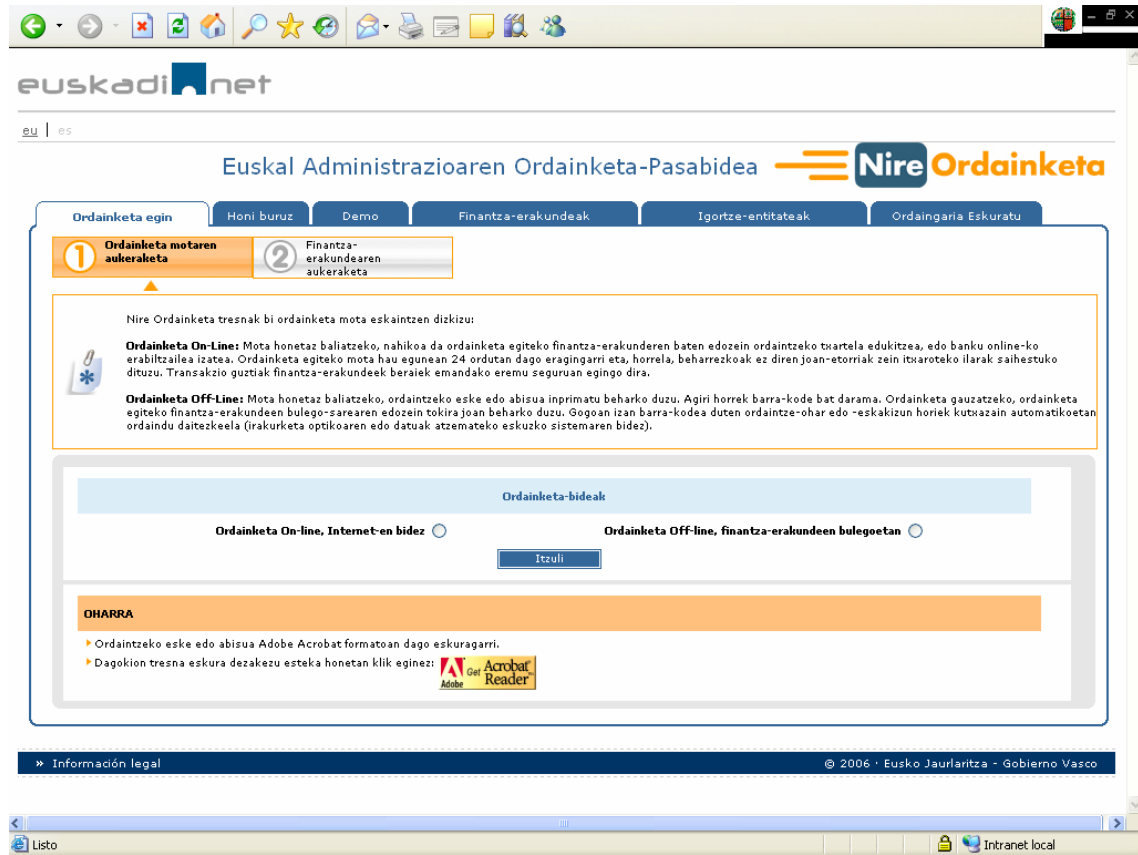 euskadi net
eu | es
Euskal Administrazioaren Ordainketa-Pasabidea
Nire Ordainketa
Ordainketa egin
Honi buruz
Demo
Finantza-erakundeak
Igortze-entitateak
Ordaingaria Eskuratu
1 Ordainketa motaren
aukeraketa
2 Finantza-
erakundearen
aukeraketa
Nire Ordainketa tresnak bi ordainketa mota eskaintzen dizkizu:
Ordainketa On-Line: Mota honetaz baliatzeko, nahikoa da ordainketa egiteko finantza-erakunderen baten edozein ordaintzeko txartela edukitzea, edo banku online-ko
erabiltzailea izatea. Ordainketa egiteko mota hau egunean 24 ordutan dago eragingarri eta, horrela, beharrezkoak ez diren joan-etorriak zein itxaroteko ilarak saihestuko
dituzu. Transakzio guztiak finantza-erakundeek beraiek emandako eremu seguruan egingo dira.
Ordainketa Off-Line: Mota honetaz baliatzeko, ordaintzeko eske edo abisua inprimatu beharko duzu. Agiri horrek barra-kode bat darama. Ordainketa gauzatzeko, ordainketa
egiteko finantza-erakundeen bulego-sarearen edozein tokira joan beharko duzu. Gogoan izan barra-kodea duten ordaintze-ohar edo -eskakizun horiek kutxazain automatikoetan
ordaindu daitezkeela (irakurketa optikoaren edo datuak atzemateko eskuzko sistemaren bidez).
Ordainketa-bideak
Ordainketa On-line, Internet-en bidez
Ordainketa Off-line, finantza-erakundeen bulegoetan
Itzuli
OHARRA
Ordaintzeko eske edo abisua Adobe Acrobat formatoan dago eskuragarri.
Dagokion tresna eskura dezakezu esteka honetan klik eginez:
Adobe Get Acrobat
Reader
» Información legal
© 2006 · Eusko Jaurlaritza - Gobierno Vasco
Listo
Intranet local